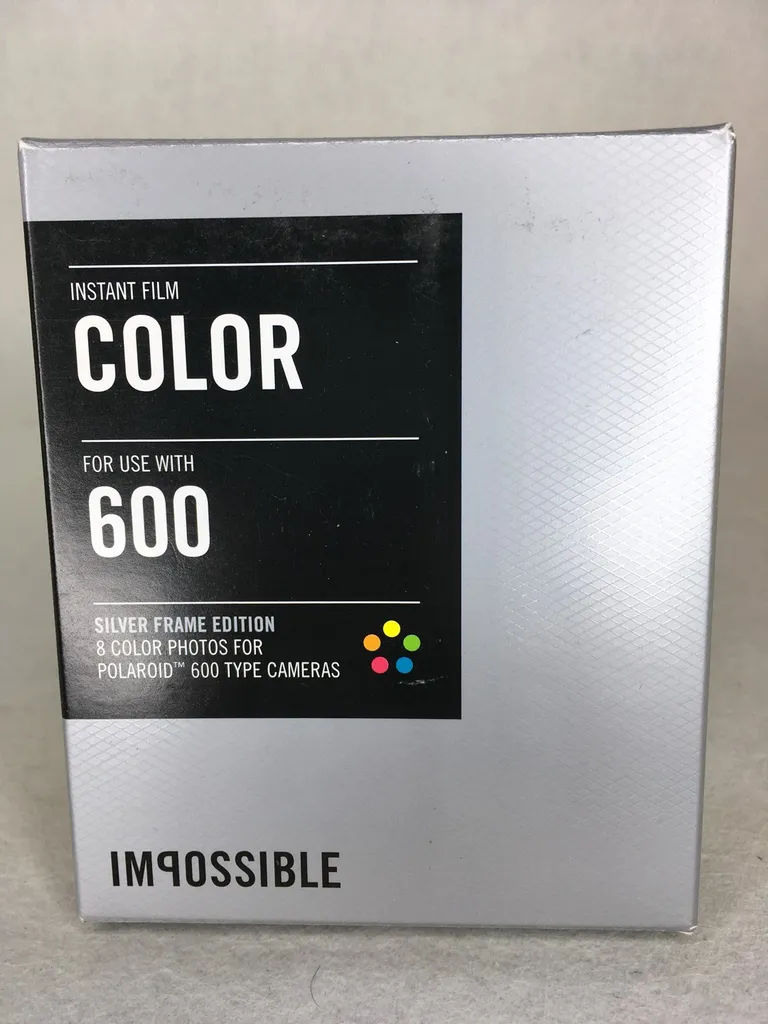 INSTANT FILM
COLOR
FOR USE WITH
600
SILVER FRAME EDITION
8 COLOR PHOTOS FOR
POLAROID™ 600 TYPE CAMERAS
IMPOSSIBLE